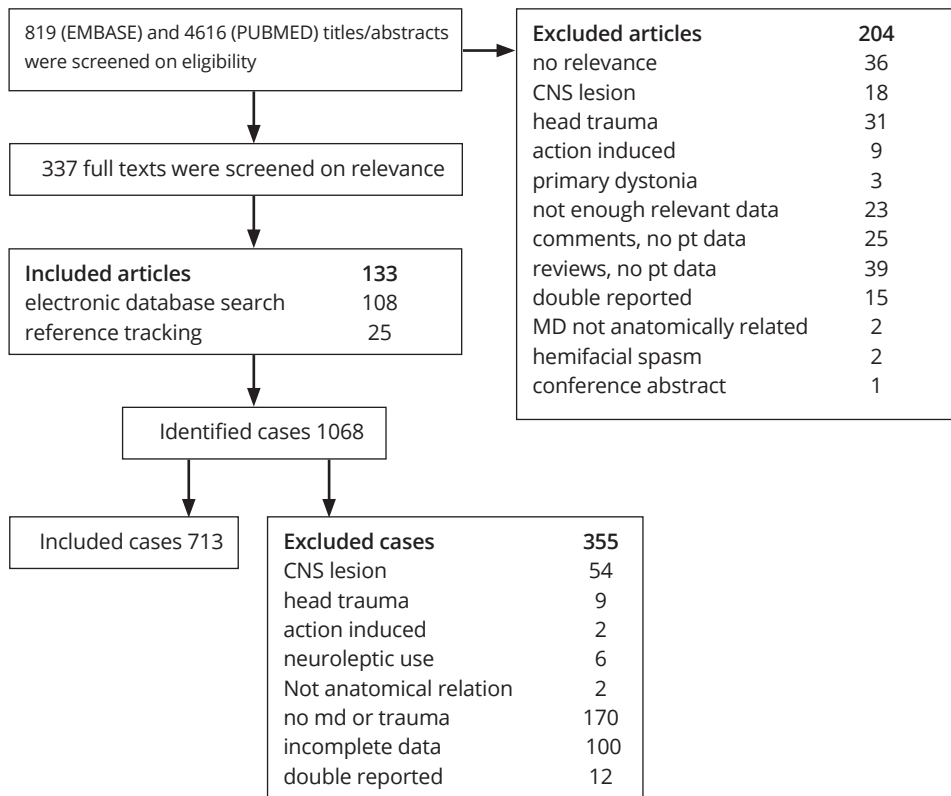 819 (EMBASE) and 4616 (PUBMED) titles/abstracts
were screened on eligibility
Excluded articles 204
no relevance 36
CNS lesion 18
head trauma 31
action induced 9
primary dystonia 3
not enough relevant data 23
comments, no pt data 25
reviews, no pt data 39
double reported 15
MD not anatomically related 2
hemifacial spasm 2
conference abstract 1
337 full texts were screened on relevance
Included articles 133
electronic database search 108
reference tracking 25
Identified cases 1068
Included cases 713
Excluded cases 355
CNS lesion 54
head trauma 9
action induced 2
neuroleptic use 6
Not anatomical relation 2
no md or trauma 170
incomplete data 100
double reported 12